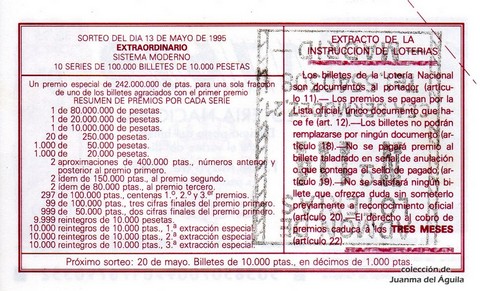 SORTEO DEL DIA 13 DE MAYO DE 1995
EXTRAORDINARIO
SISTEMA MODERNO
10 SERIES DE 100.000 BILLETES DE 10.000 PESETAS
Un premio especial de 242.000.000 de ptas. para una sola fracción
de uno de los billetes agraciados con el primer premio
RESUMEN DE PREMIOS POR CADA SERIE
1 de 80.000.000 de pesetas.
1 de 20.000.000 de pesetas.
1 de 10.000.000 de pesetas.
20 de 250.000 pesetas.
1.000 de 50.000 pesetas.
1.000 de 20.000 pesetas.
2 aproximaciones de 400.000 ptas., números anterior y
posterior al primer premio.
2 ídem de 150.000 ptas., al premio segundo.
2 ídem de 80.000 ptas., al premio tercero.
297 de 100.000 ptas., centenas 1.º, 2.º y 3.er premios.
99 de 100.000 ptas., tres cifras finales del premio primero.
999 de 50.000 ptas., dos cifras finales del premio primero.
9.999 reintegros de 10.000 pesetas.
10.000 reintegros de 10.000 ptas., 1.ª extracción especial.
10.000 reintegros de 10.000 ptas., 2.ª extracción especial.
10.000 reintegros de 10.000 ptas., 3.ª extracción especial.
EXTRACTO DE LA
INSTRUCCION DE LOTERIAS
Los billetes de la Lotería Nacional
son documentos al portador (artícu-
lo 11).— Los premios se pagan por la
Lista oficial, único documento que ha-
ce fe (art. 12).—Los billetes no podrán
remplazarse por ningún documento (ar-
tículo 18).—No se pagará premio al
billete taladrado en señal de anulación
o que contenga el sello de pagado, (ar-
tículo 19).—No se satisfará ningún bi-
llete que ofrezca duda sin someterlo
previamente a reconocimiento oficial
(artículo 20).—El derecho al cobro de
premios caduca a los TRES MESES
(artículo 22).
Próximo sorteo: 20 de mayo. Billetes de 10.000 ptas., en décimos de 1.000 ptas.
colección de
Juanma del Águila